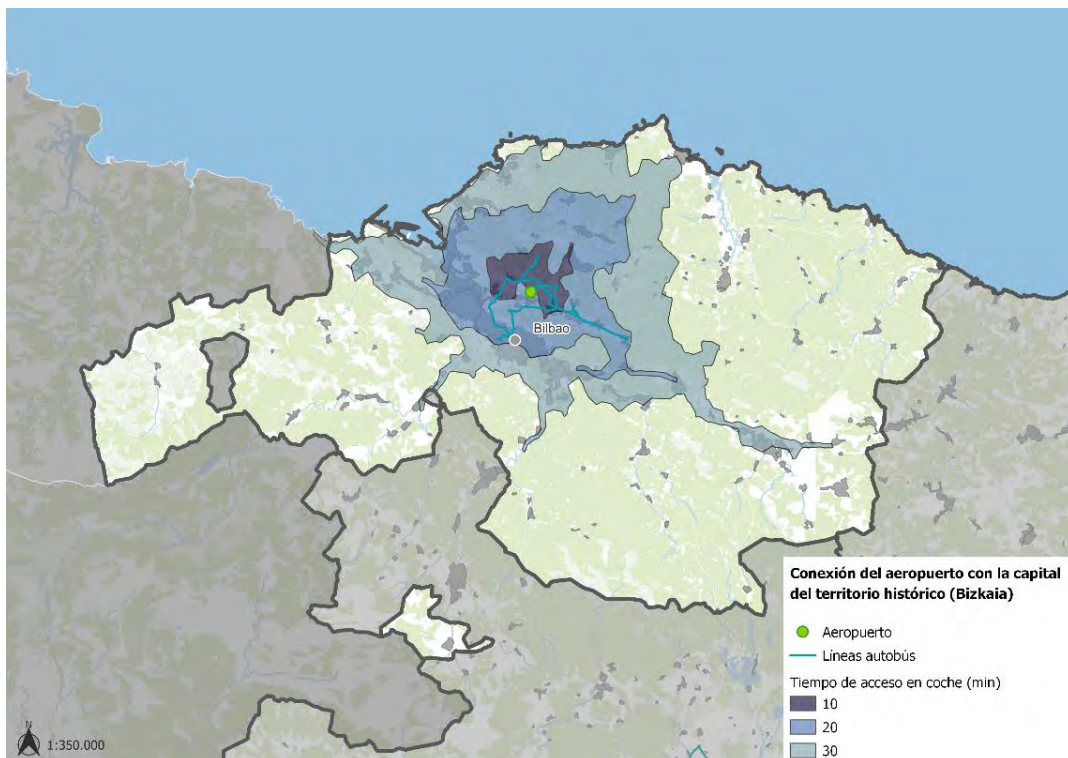 Bilbao
Conexión del aeropuerto con la capital
del territorio histórico (Bizkaia)
Aeropuerto
Líneas autobús
Tiempo de acceso en coche (min)
10
20
30
N
1:350.000